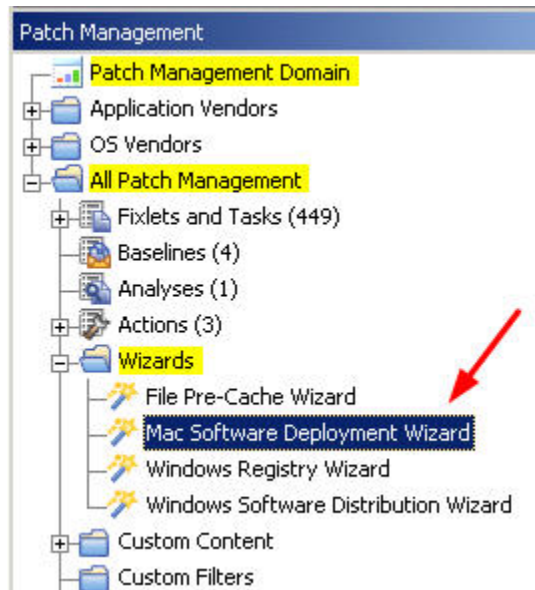 Patch Management
Patch Management Domain
Application Vendors
OS Vendors
All Patch Management
Fixlets and Tasks (449)
Baselines (4)
Analyses (1)
Actions (3)
Wizards
File Pre-Cache Wizard
Mac Software Deployment Wizard
Windows Registry Wizard
Windows Software Distribution Wizard
Custom Content
Custom Filters